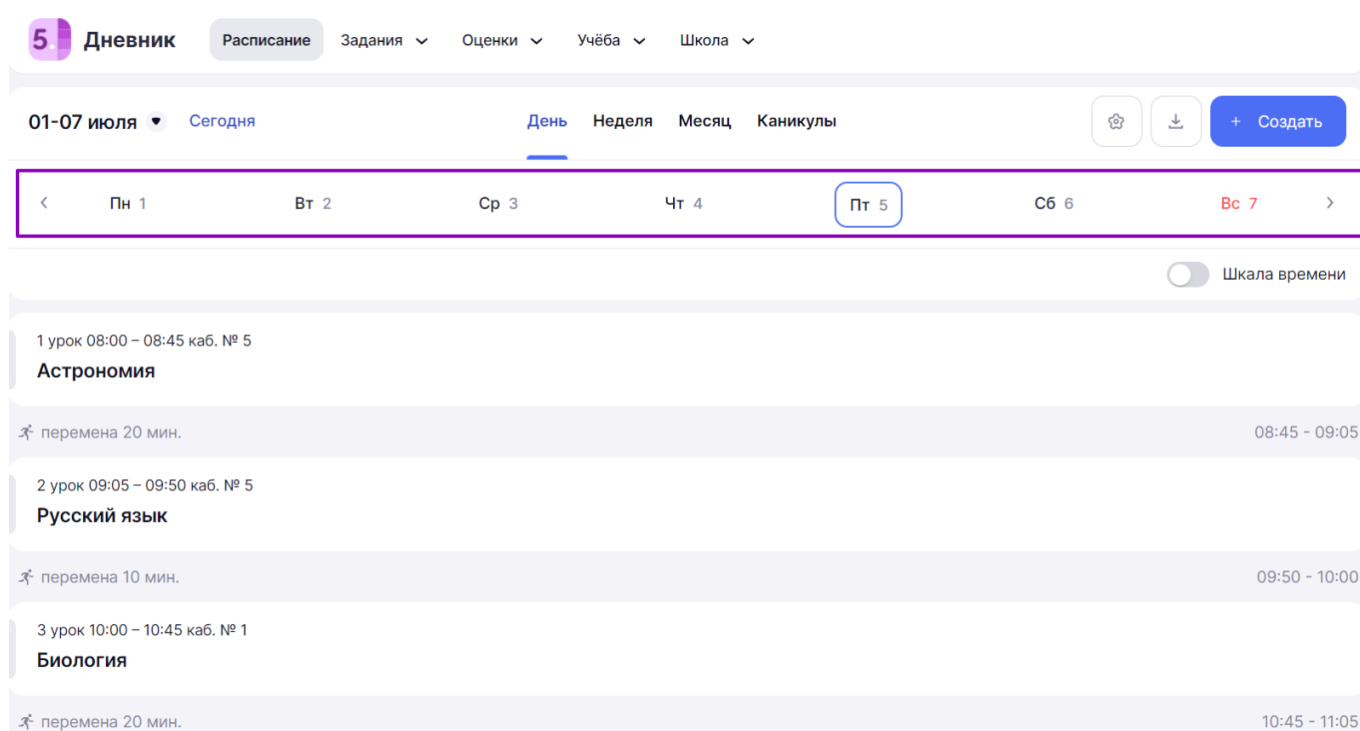 5. Дневник Расписание Задания Оценки Учёба Школа
01-07 июля Сегодня День Неделя Месяц Каникулы + Создать
Пн 1 Вт 2 Ср 3 Чт 4 Пт 5 Сб 6 Вс 7
Шкала времени
1 урок 08:00 – 08:45 каб. № 5
Астрономия
перемена 20 мин. 08:45 - 09:05
2 урок 09:05 – 09:50 каб. № 5
Русский язык
перемена 10 мин. 09:50 - 10:00
3 урок 10:00 – 10:45 каб. № 1
Биология
перемена 20 мин. 10:45 - 11:05